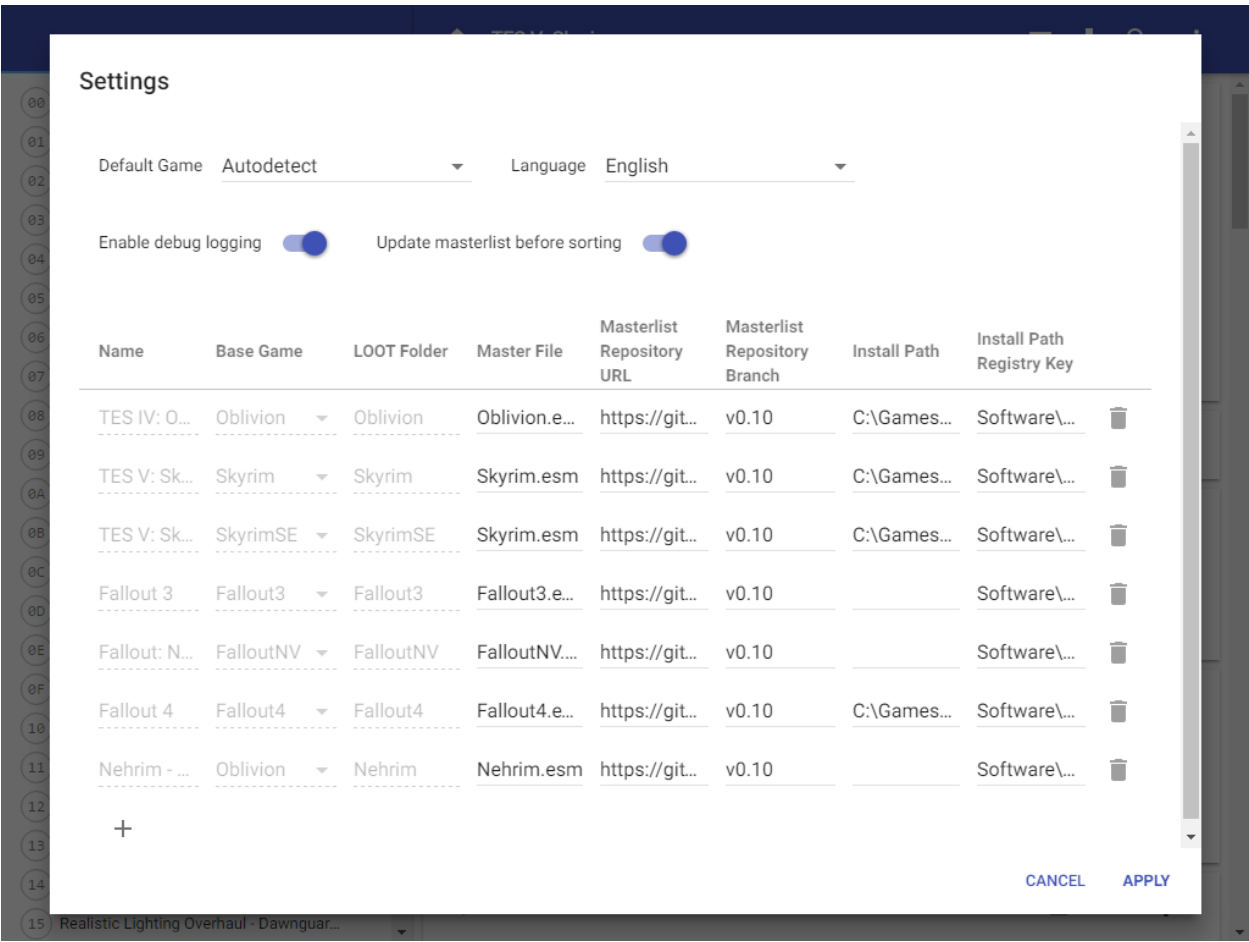 Settings
Default Game Autodetect Language English
Enable debug logging Update masterlist before sorting
Name Base Game LOOT Folder Master File Masterlist Repository URL Masterlist Repository Branch Install Path Install Path Registry Key
TES IV: O... Oblivion Oblivion Oblivion.e... https://git... v0.10 C:\Games... Software\...
TES V: Sk... Skyrim Skyrim Skyrim.esm https://git... v0.10 C:\Games... Software\...
TES V: Sk... SkyrimSE SkyrimSE Skyrim.esm https://git... v0.10 C:\Games... Software\...
Fallout 3 Fallout3 Fallout3 Fallout3.e... https://git... v0.10 Software\...
Fallout: N... FalloutNV FalloutNV FalloutNV.... https://git... v0.10 Software\...
Fallout 4 Fallout4 Fallout4 Fallout4.e... https://git... v0.10 C:\Games... Software\...
Nehrim - ... Oblivion Nehrim Nehrim.esm https://git... v0.10 Software\...
+
CANCEL APPLY
00
01
02
03
04
05
06
07
08
09
0A
0B
0C
0D
0E
0F
10
11
12
13
14
15 Realistic Lighting Overhaul - Dawnguar...